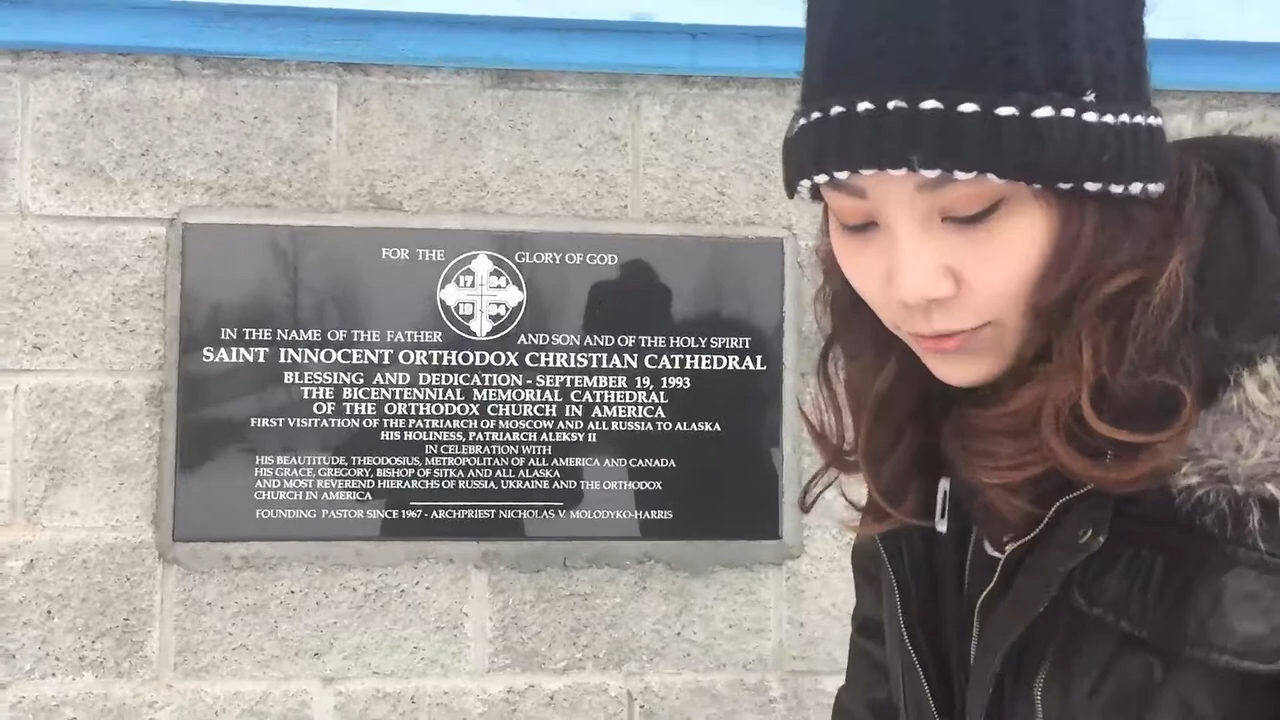 FOR THE GLORY OF GOD
17 94
19 94
IN THE NAME OF THE FATHER AND SON AND OF THE HOLY SPIRIT
SAINT INNOCENT ORTHODOX CHRISTIAN CATHEDRAL
BLESSING AND DEDICATION - SEPTEMBER 19, 1993
THE BICENTENNIAL MEMORIAL CATHEDRAL
OF THE ORTHODOX CHURCH IN AMERICA
FIRST VISITATION OF THE PATRIARCH OF MOSCOW AND ALL RUSSIA TO ALASKA
HIS HOLINESS, PATRIARCH ALEKSY II
IN CELEBRATION WITH
HIS BEAUTITUDE, THEODOSIUS, METROPOLITAN OF ALL AMERICA AND CANADA
HIS GRACE, GREGORY, BISHOP OF SITKA AND ALL ALASKA
AND MOST REVEREND HIERARCHS OF RUSSIA, UKRAINE AND THE ORTHODOX
CHURCH IN AMERICA
FOUNDING PASTOR SINCE 1967 - ARCHPRIEST NICHOLAS V. MOLODYKO-HARRIS